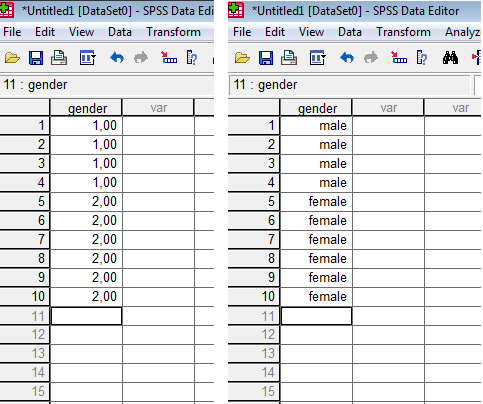 *Untitled1 [DataSet0] - SPSS Data Editor
File Edit View Data Transform
11 : gender
gender var
1 1,00
2 1,00
3 1,00
4 1,00
5 2,00
6 2,00
7 2,00
8 2,00
9 2,00
10 2,00
11
12
13
14
15
*Untitled1 [DataSet0] - SPSS Data Editor
File Edit View Data Transform Analyz
11 : gender
gender var var
1 male
2 male
3 male
4 male
5 female
6 female
7 female
8 female
9 female
10 female
11
12
13
14
15